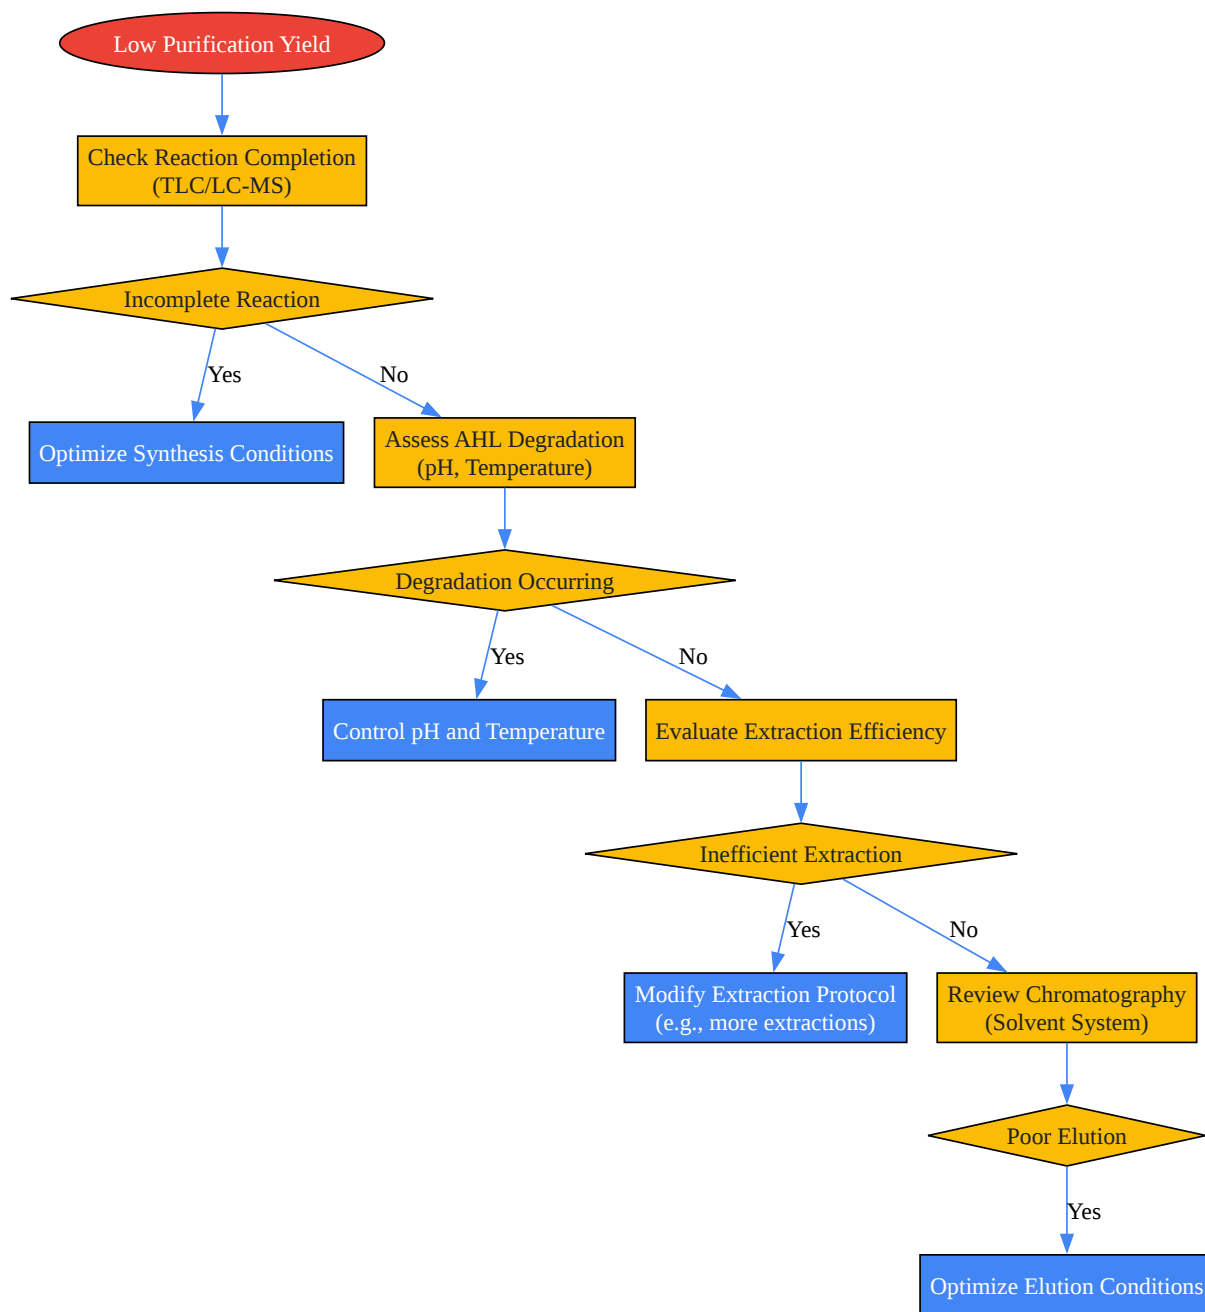 Low Purification Yield
Check Reaction Completion
(TLC/LC-MS)
Incomplete Reaction
Yes
No
Optimize Synthesis Conditions
Assess AHL Degradation
(pH, Temperature)
Degradation Occurring
Yes
No
Control pH and Temperature
Evaluate Extraction Efficiency
Inefficient Extraction
Yes
No
Modify Extraction Protocol
(e.g., more extractions)
Review Chromatography
(Solvent System)
Poor Elution
Yes
Optimize Elution Conditions